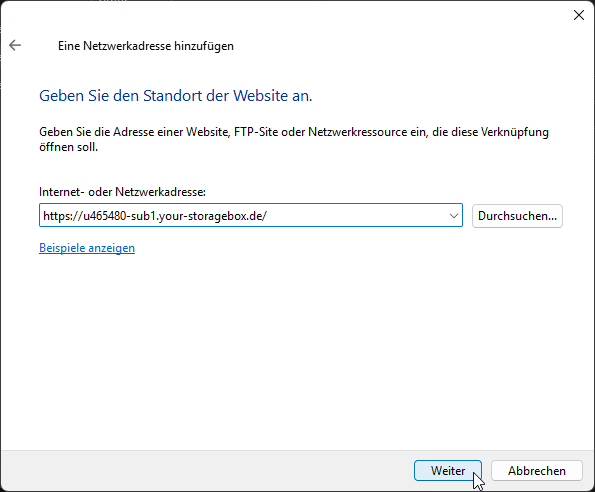 Eine Netzwerkadresse hinzufügen
Geben Sie den Standort der Website an.
Geben Sie die Adresse einer Website, FTP-Site oder Netzwerkressource ein, die diese Verknüpfung
öffnen soll.
Internet- oder Netzwerkadresse:
https://u465480-sub1.your-storagebox.de/
Durchsuchen...
Beispiele anzeigen
Weiter
Abbrechen